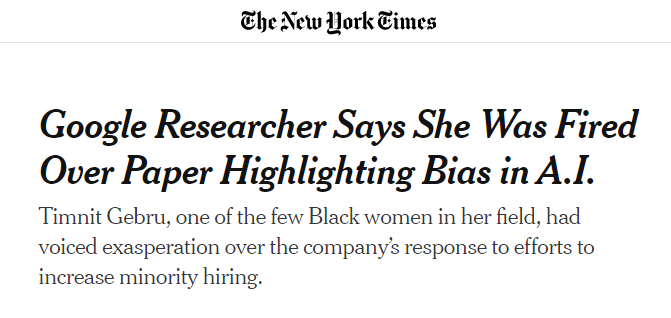 The New York Times
Google Researcher Says She Was Fired
Over Paper Highlighting Bias in A.I.
Timnit Gebru, one of the few Black women in her field, had
voiced exasperation over the company’s response to efforts to
increase minority hiring.